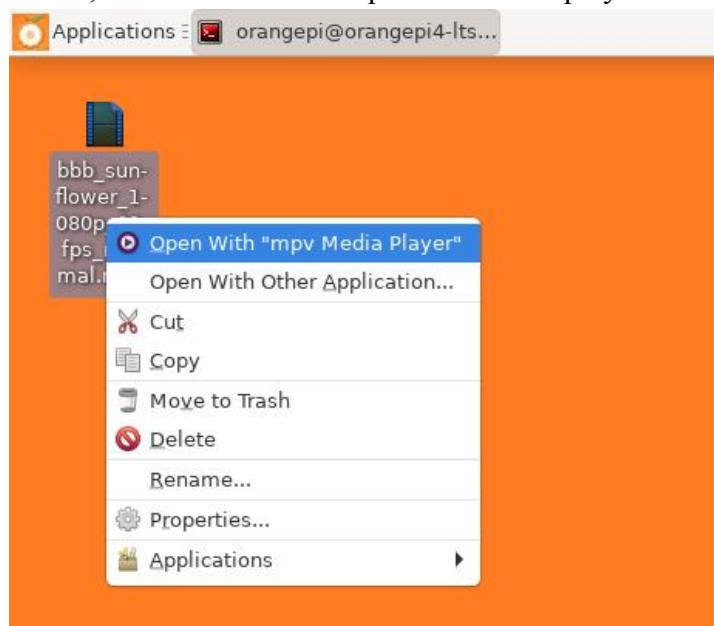 Applications
orangepi@orangepi4-lts...
bbb_sun-
flower_1-
080p
fps_
mal.
Open With "mpv Media Player"
Open With Other Application...
Cut
Copy
Move to Trash
Delete
Rename...
Properties...
Applications